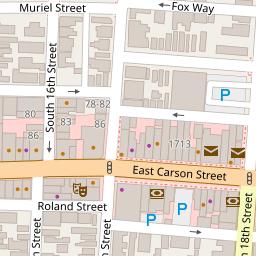 Muriel Street
Fox Way
South 16th Street
P
78-82
80
83
86
86
1713
East Carson Street
Roland Street
P
P
h Street
h Street
18th Street